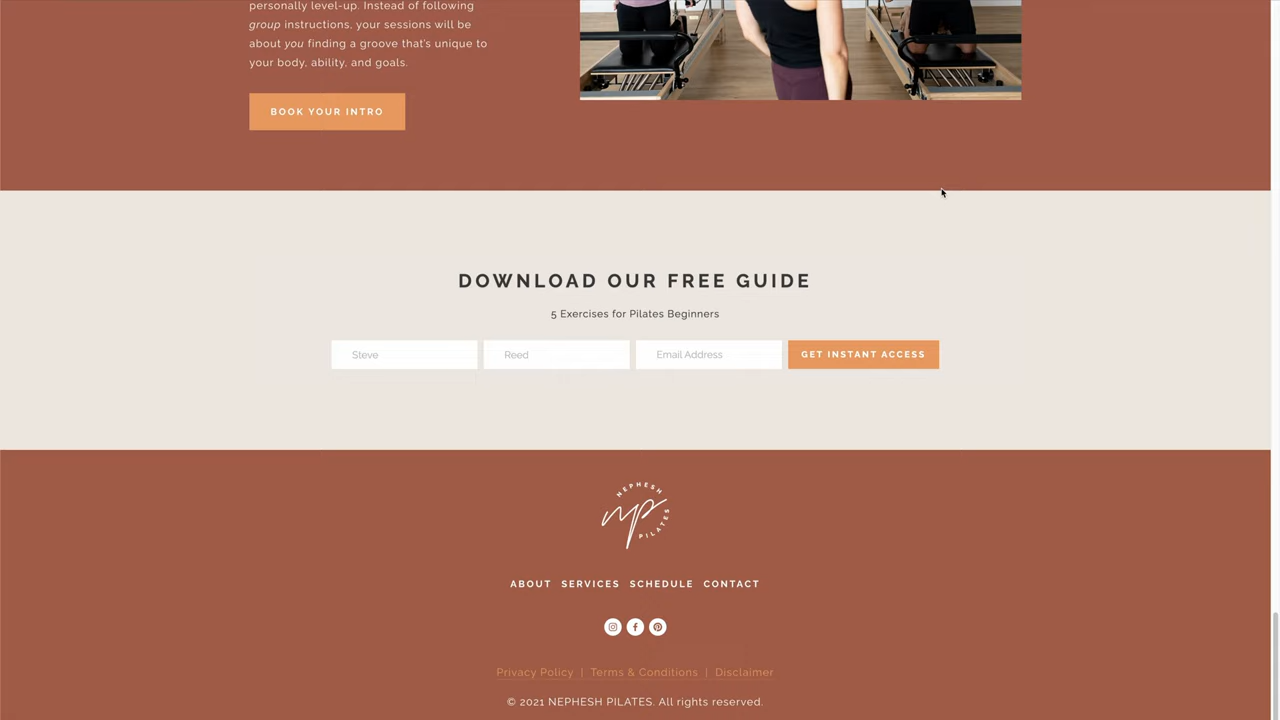 personally level-up. Instead of following
group instructions, your sessions will be
about you finding a groove that's unique to
your body, ability, and goals.
BOOK YOUR INTRO
DOWNLOAD OUR FREE GUIDE
5 Exercises for Pilates Beginners
Steve
Reed
Email Address
GET INSTANT ACCESS
NEPHESH
np
PILATES
ABOUT SERVICES SCHEDULE CONTACT
Privacy Policy | Terms & Conditions | Disclaimer
© 2021 NEPHESH PILATES. All rights reserved.